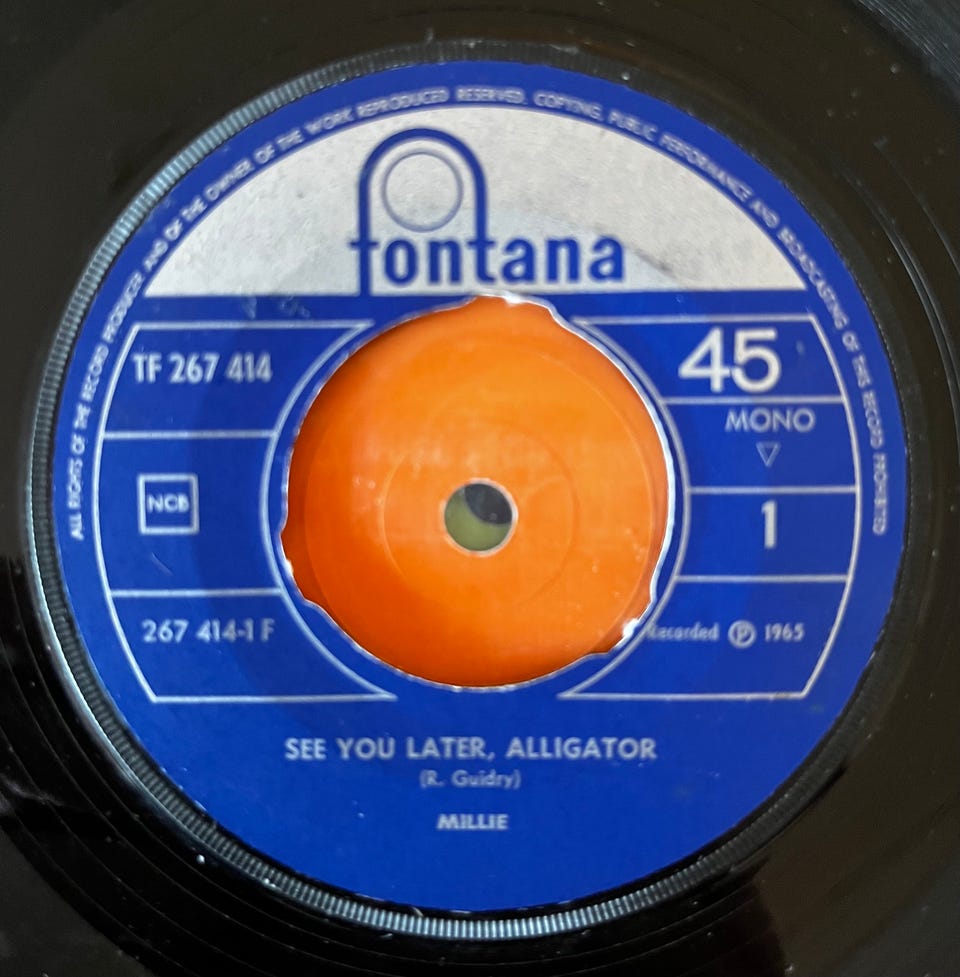 ALL RIGHTS OF THE RECORD PRODUCER AND OF THE OWNER OF THE WORK REPRODUCED RESERVED. COPYING, PUBLIC PERFORMANCE AND BROADCASTING OF THIS RECORD PROHIBITED
fontana
TF 267 414
45
MONO
NCB
1
267 414-1 F
Recorded ℗ 1965
SEE YOU LATER, ALLIGATOR
(R. Guidry)
MILLIE